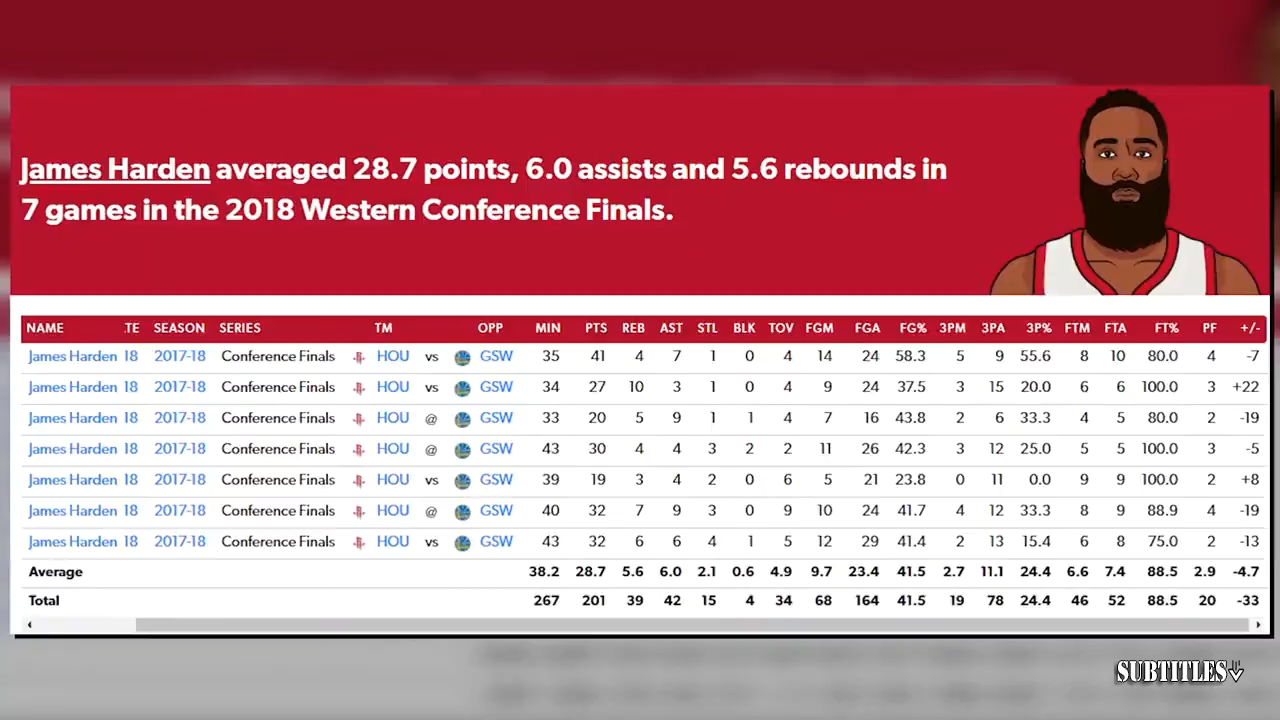 James Harden averaged 28.7 points, 6.0 assists and 5.6 rebounds in
7 games in the 2018 Western Conference Finals.
NAME .TE SEASON SERIES TM OPP MIN PTS REB AST STL BLK TOV FGM FGA FG% 3PM 3PA 3P% FTM FTA FT% PF +/-
James Harden 18 2017-18 Conference Finals HOU vs GSW 35 41 4 7 1 0 4 14 24 58.3 5 9 55.6 8 10 80.0 4 -7
James Harden 18 2017-18 Conference Finals HOU vs GSW 34 27 10 3 1 0 4 9 24 37.5 3 15 20.0 6 6 100.0 3 +22
James Harden 18 2017-18 Conference Finals HOU @ GSW 33 20 5 9 1 1 4 7 16 43.8 2 6 33.3 4 5 80.0 2 -19
James Harden 18 2017-18 Conference Finals HOU @ GSW 43 30 4 4 3 2 2 11 26 42.3 3 12 25.0 5 5 100.0 3 -5
James Harden 18 2017-18 Conference Finals HOU vs GSW 39 19 3 4 2 0 6 5 21 23.8 0 11 0.0 9 9 100.0 2 +8
James Harden 18 2017-18 Conference Finals HOU @ GSW 40 32 7 9 3 0 9 10 24 41.7 4 12 33.3 8 9 88.9 4 -19
James Harden 18 2017-18 Conference Finals HOU vs GSW 43 32 6 6 4 1 5 12 29 41.4 2 13 15.4 6 8 75.0 2 -13
Average 38.2 28.7 5.6 6.0 2.1 0.6 4.9 9.7 23.4 41.5 2.7 11.1 24.4 6.6 7.4 88.5 2.9 -4.7
Total 267 201 39 42 15 4 34 68 164 41.5 19 78 24.4 46 52 88.5 20 -33
SUBTITLES